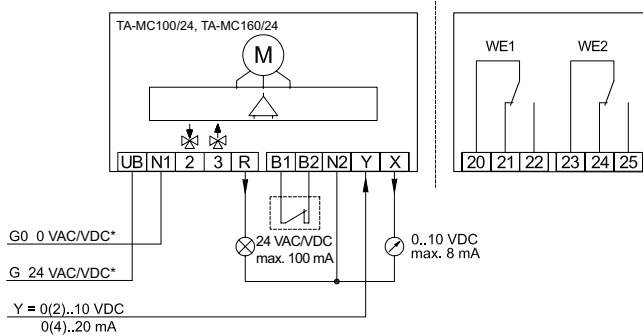 TA-MC100/24, TA-MC160/24
M
WE1 WE2
UB N1 2 3 R B1 B2 N2 Y X
20 21 22 23 24 25
G0 0 VAC/VDC*
24 VAC/VDC
max. 100 mA
0..10 VDC
max. 8 mA
G 24 VAC/VDC*
Y = 0(2)..10 VDC
0(4)..20 mA